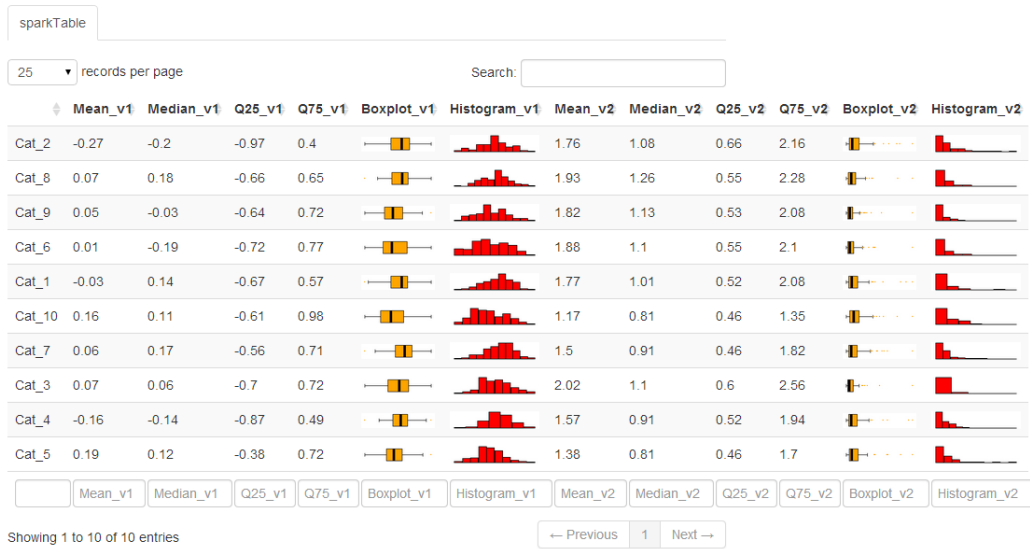 sparkTable
25 records per page Search:
Mean_v1 Median_v1 Q25_v1 Q75_v1 Boxplot_v1 Histogram_v1 Mean_v2 Median_v2 Q25_v2 Q75_v2 Boxplot_v2 Histogram_v2
Cat_2 -0.27 -0.2 -0.97 0.4 1.76 1.08 0.66 2.16
Cat_8 0.07 0.18 -0.66 0.65 1.93 1.26 0.55 2.28
Cat_9 0.05 -0.03 -0.64 0.72 1.82 1.13 0.53 2.08
Cat_6 0.01 -0.19 -0.72 0.77 1.88 1.1 0.55 2.1
Cat_1 -0.03 0.14 -0.67 0.57 1.77 1.01 0.52 2.08
Cat_10 0.16 0.11 -0.61 0.98 1.17 0.81 0.46 1.35
Cat_7 0.06 0.17 -0.56 0.71 1.5 0.91 0.46 1.82
Cat_3 0.07 0.06 -0.7 0.72 2.02 1.1 0.6 2.56
Cat_4 -0.16 -0.14 -0.87 0.49 1.57 0.91 0.52 1.94
Cat_5 0.19 0.12 -0.38 0.72 1.38 0.81 0.46 1.7
Mean_v1 Median_v1 Q25_v1 Q75_v1 Boxplot_v1 Histogram_v1 Mean_v2 Median_v2 Q25_v2 Q75_v2 Boxplot_v2 Histogram_v2
Showing 1 to 10 of 10 entries ← Previous 1 Next →